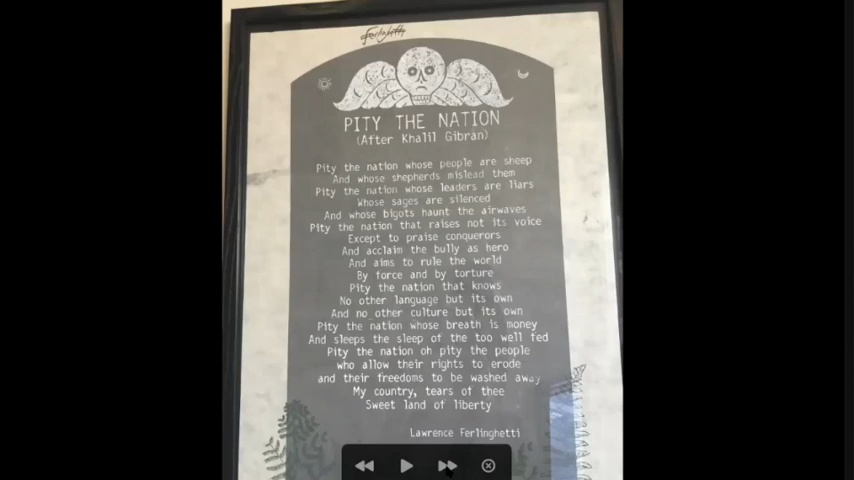 Ferlinghetti
PITY THE NATION
(After Khalil Gibran)
Pity the nation whose people are sheep
And whose shepherds mislead them
Pity the nation whose leaders are liars
Whose sages are silenced
And whose bigots haunt the airwaves
Pity the nation that raises not its voice
Except to praise conquerors
And acclaim the bully as hero
And aims to rule the world
By force and by torture
Pity the nation that knows
No other language but its own
And no other culture but its own
Pity the nation whose breath is money
And sleeps the sleep of the too well fed
Pity the nation oh pity the people
who allow their rights to erode
and their freedoms to be washed away
My country, tears of thee
Sweet land of liberty
Lawrence Ferlinghetti